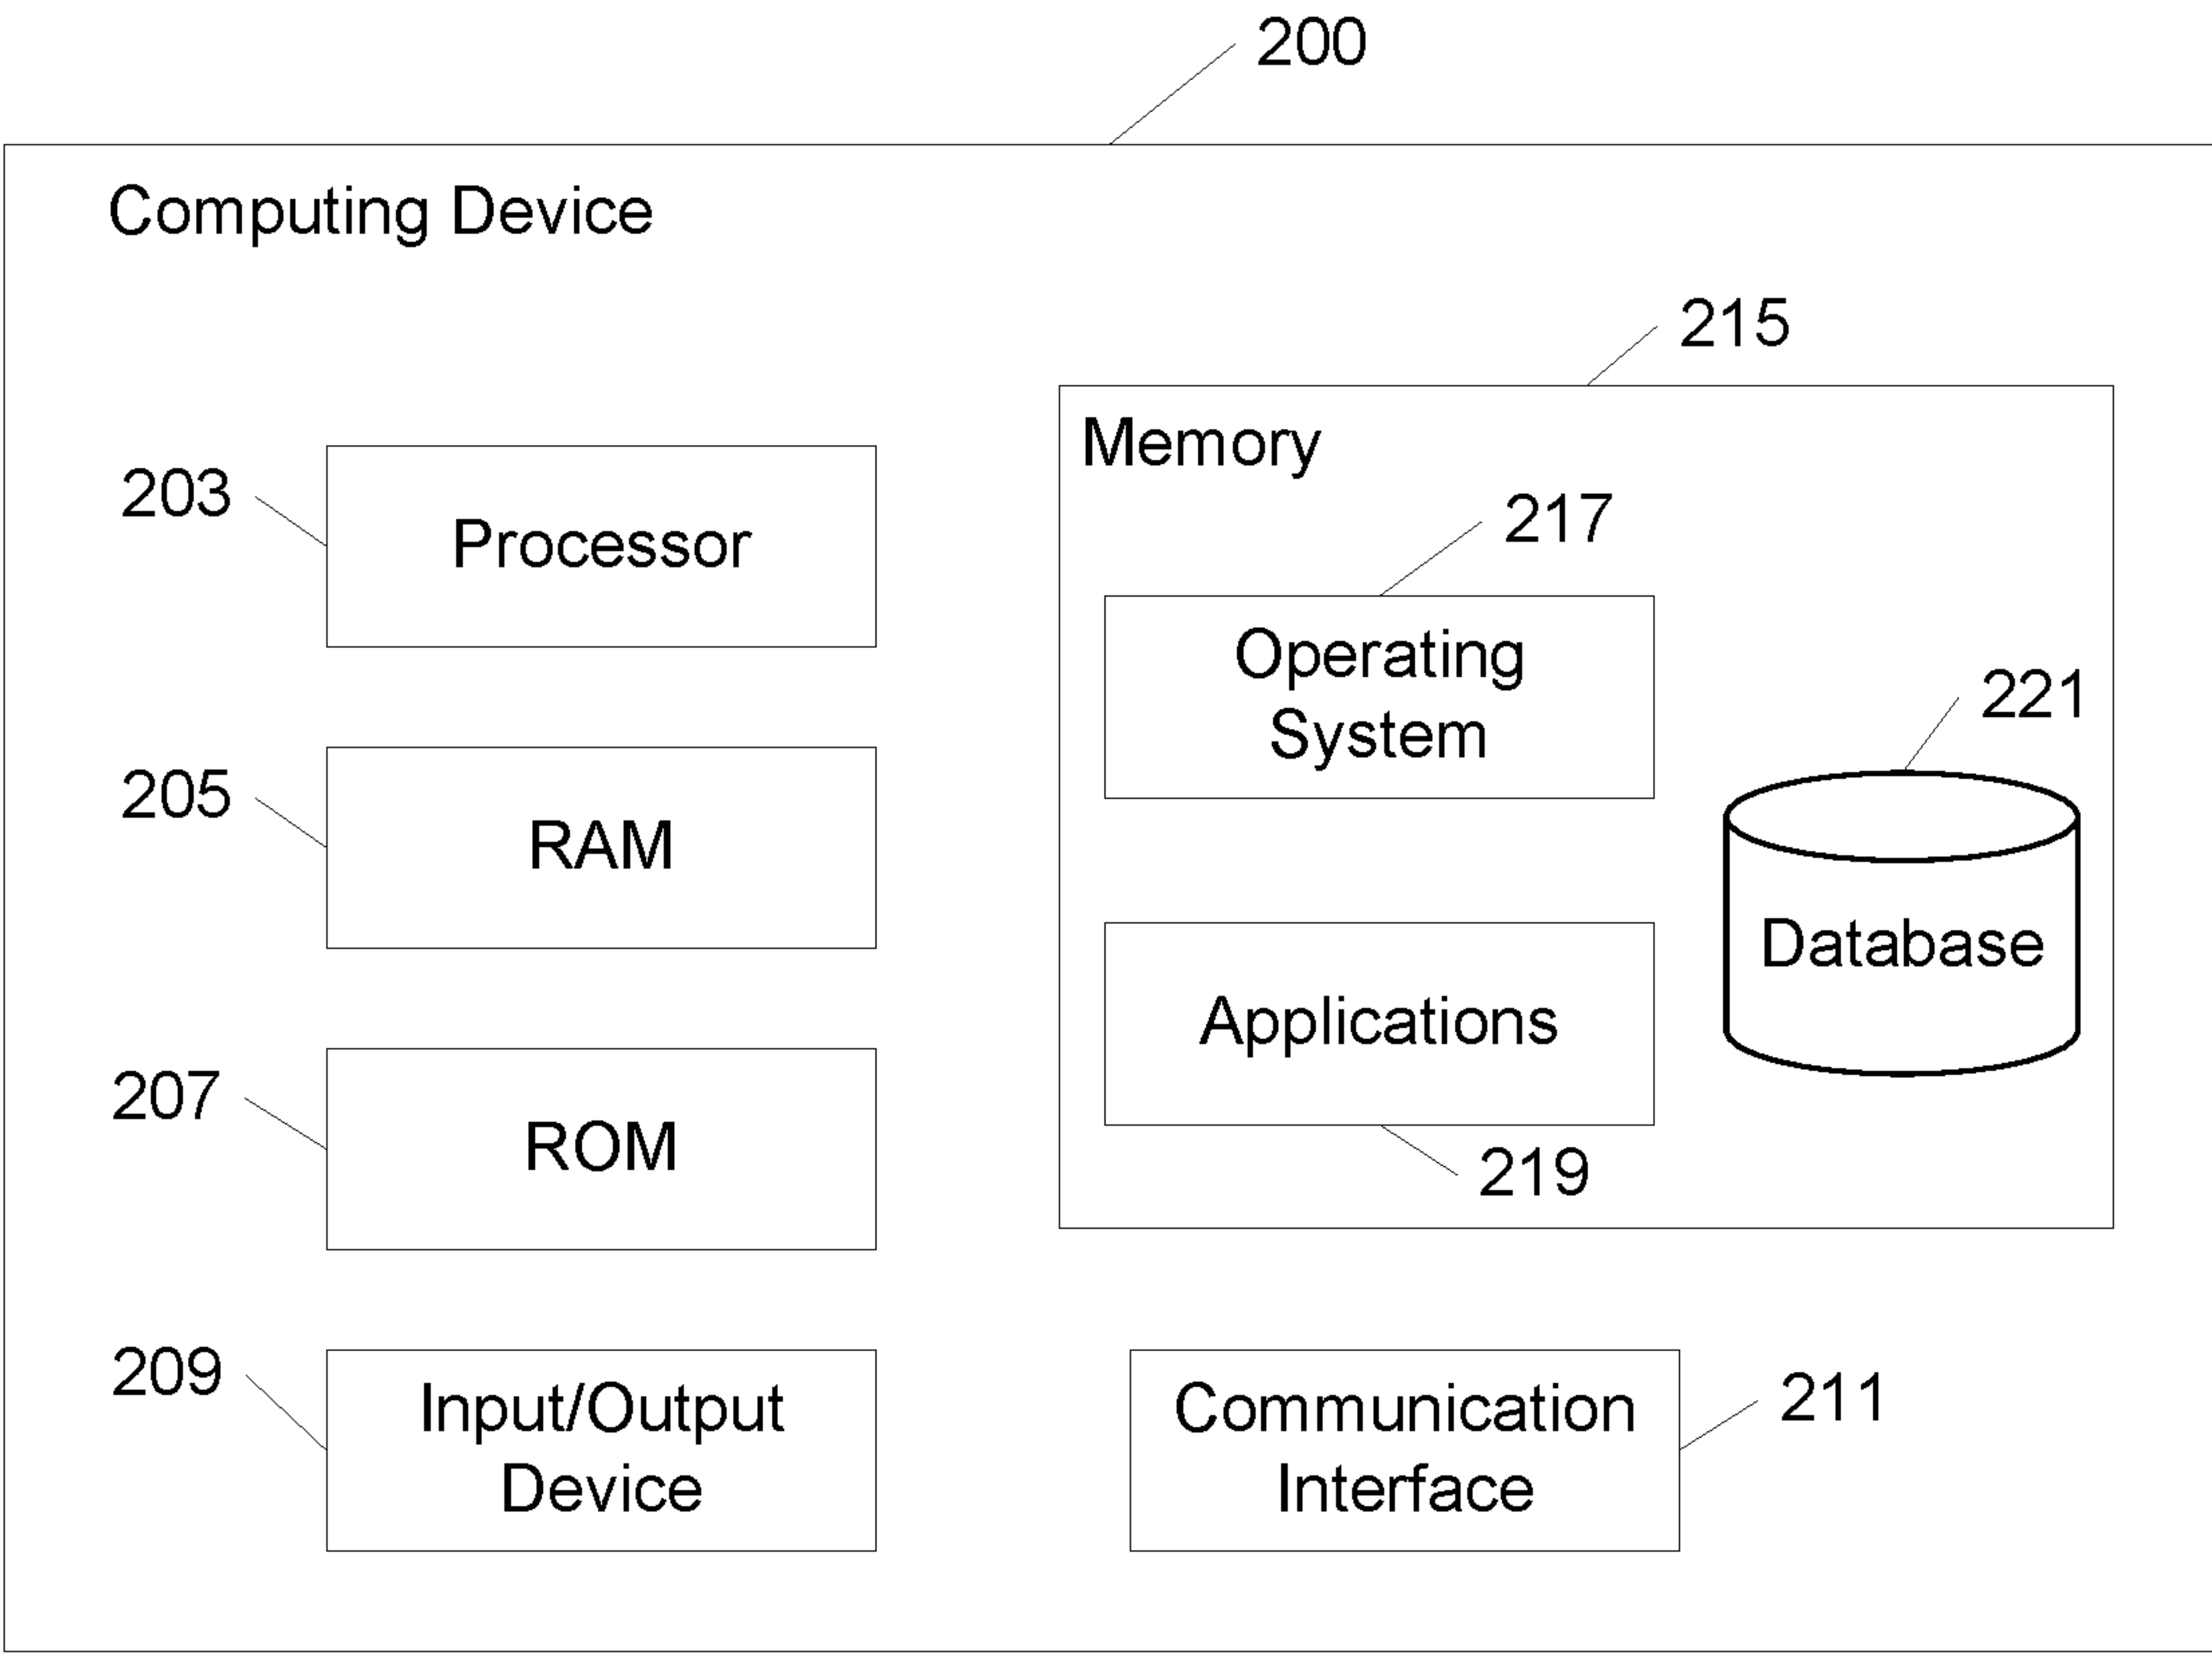 200
Computing Device
215
Memory
203
Processor
217
Operating
System
221
205
RAM
Database
Applications
207
ROM
219
209
Input/Output
Device
Communication
Interface
211